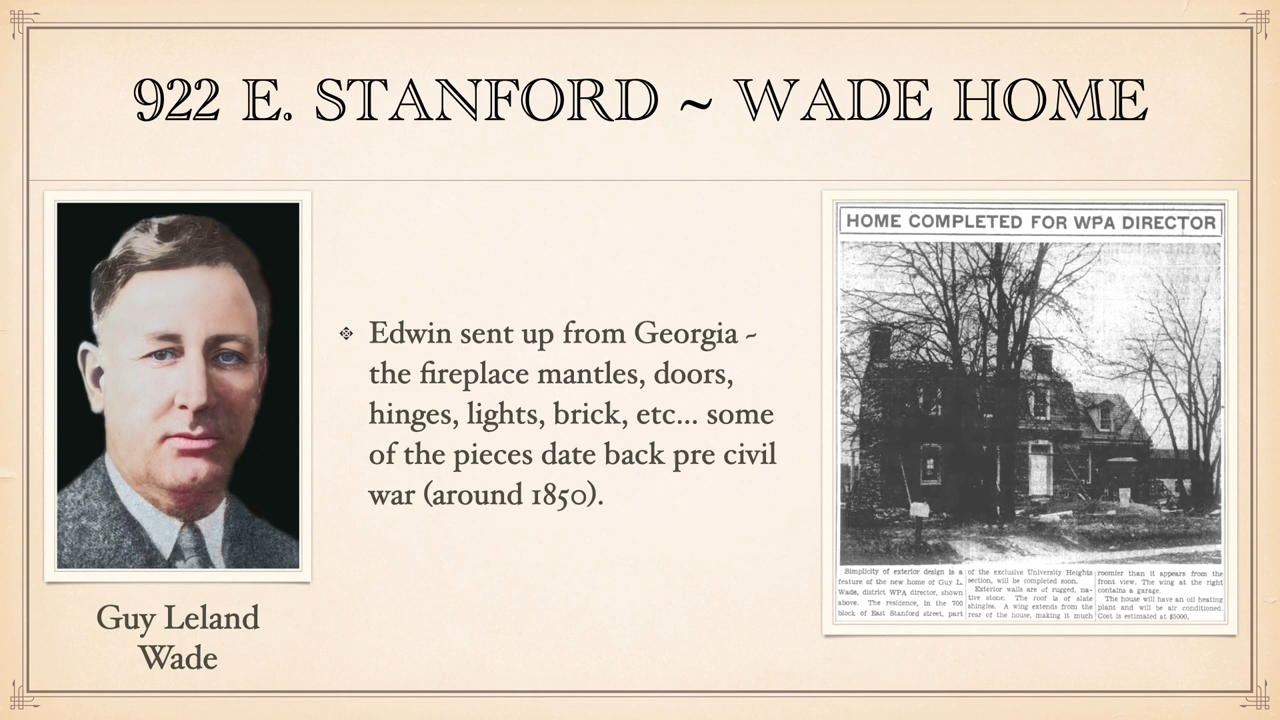 922 E. STANFORD ~ WADE HOME
Guy Leland
Wade
Edwin sent up from Georgia ~
the fireplace mantles, doors,
hinges, lights, brick, etc... some
of the pieces date back pre civil
war (around 1850).
HOME COMPLETED FOR WPA DIRECTOR
Simplicity of exterior design is a
feature of the new home of Guy L.
Wade, district WPA director, shown
above. The residence, in the 700
block of East Stanford street, part
of the exclusive University Heights
section, will be completed soon.
Exterior walls are of rugged, na-
tive stone. The roof is of slate
shingles. A wing extends from the
rear of the house, making it much
roomier than it appears from the
front view. The wing at the right
contains a garage.
The house will have an oil heating
plant and will be air conditioned.
Cost is estimated at $5000.